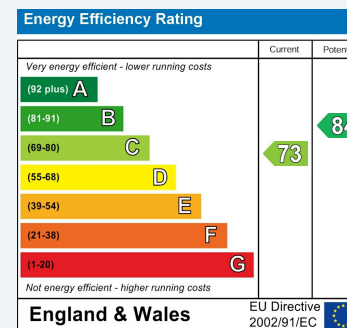 Energy Efficiency Rating
Current
Very energy efficient - lower running costs
(92 plus) A
(81-91) B
(69-80) C
(55-68) D
(39-54) E
(21-38) F
(1-20) G
73
Not energy efficient - higher running costs
England & Wales
EU Directive
2002/91/EC